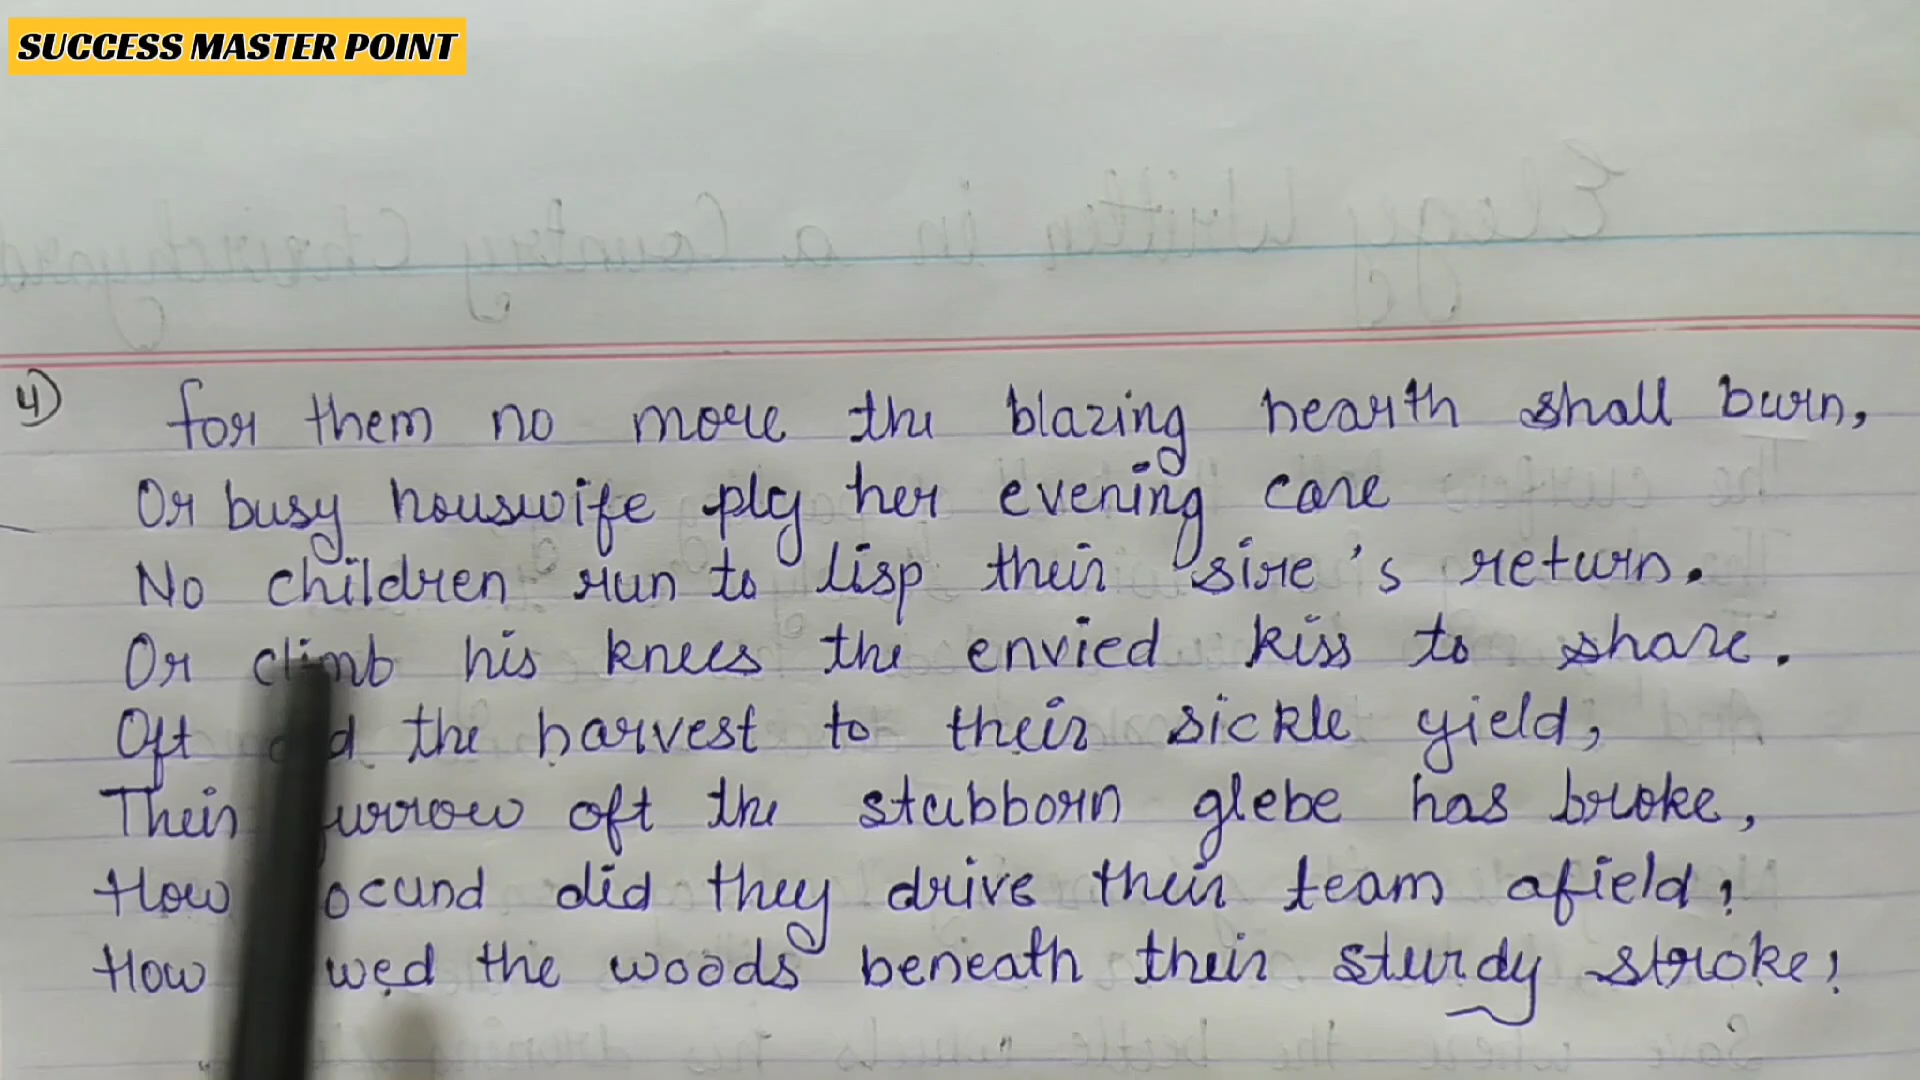 SUCCESS MASTER POINT
4) for them no more the blazing hearth shall burn,
Or busy houswife ply her evening care
No children run to lisp their sire's return.
Or climb his knees the envied kiss to share.
Oft the harvest to their sickle yield,
Their oft the stubborn glebe has broke,
How did they drive their team afield!
How the woods beneath their sturdy stroke!